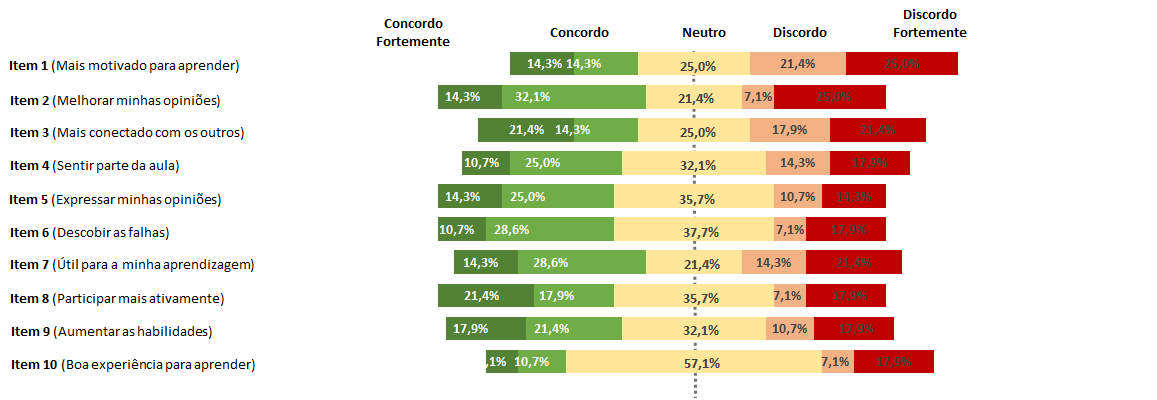 Concordo Fortemente Concordo Neutro Discordo Discordo Fortemente
Item 1 (Mais motivado para aprender) 14,3% 14,3% 25,0% 21,4% 25,0%
Item 2 (Melhorar minhas opiniões) 14,3% 32,1% 21,4% 7,1% 25,0%
Item 3 (Mais conectado com os outros) 21,4% 14,3% 25,0% 17,9% 21,4%
Item 4 (Sentir parte da aula) 10,7% 25,0% 32,1% 14,3% 17,9%
Item 5 (Expressar minhas opiniões) 14,3% 25,0% 35,7% 10,7% 14,3%
Item 6 (Descobir as falhas) 10,7% 28,6% 37,7% 7,1% 17,9%
Item 7 (Útil para a minha aprendizagem) 14,3% 28,6% 21,4% 14,3% 21,4%
Item 8 (Participar mais ativamente) 21,4% 17,9% 35,7% 7,1% 17,9%
Item 9 (Aumentar as habilidades) 17,9% 21,4% 32,1% 10,7% 17,9%
Item 10 (Boa experiência para aprender) ,1% 10,7% 57,1% 7,1% 17,9%